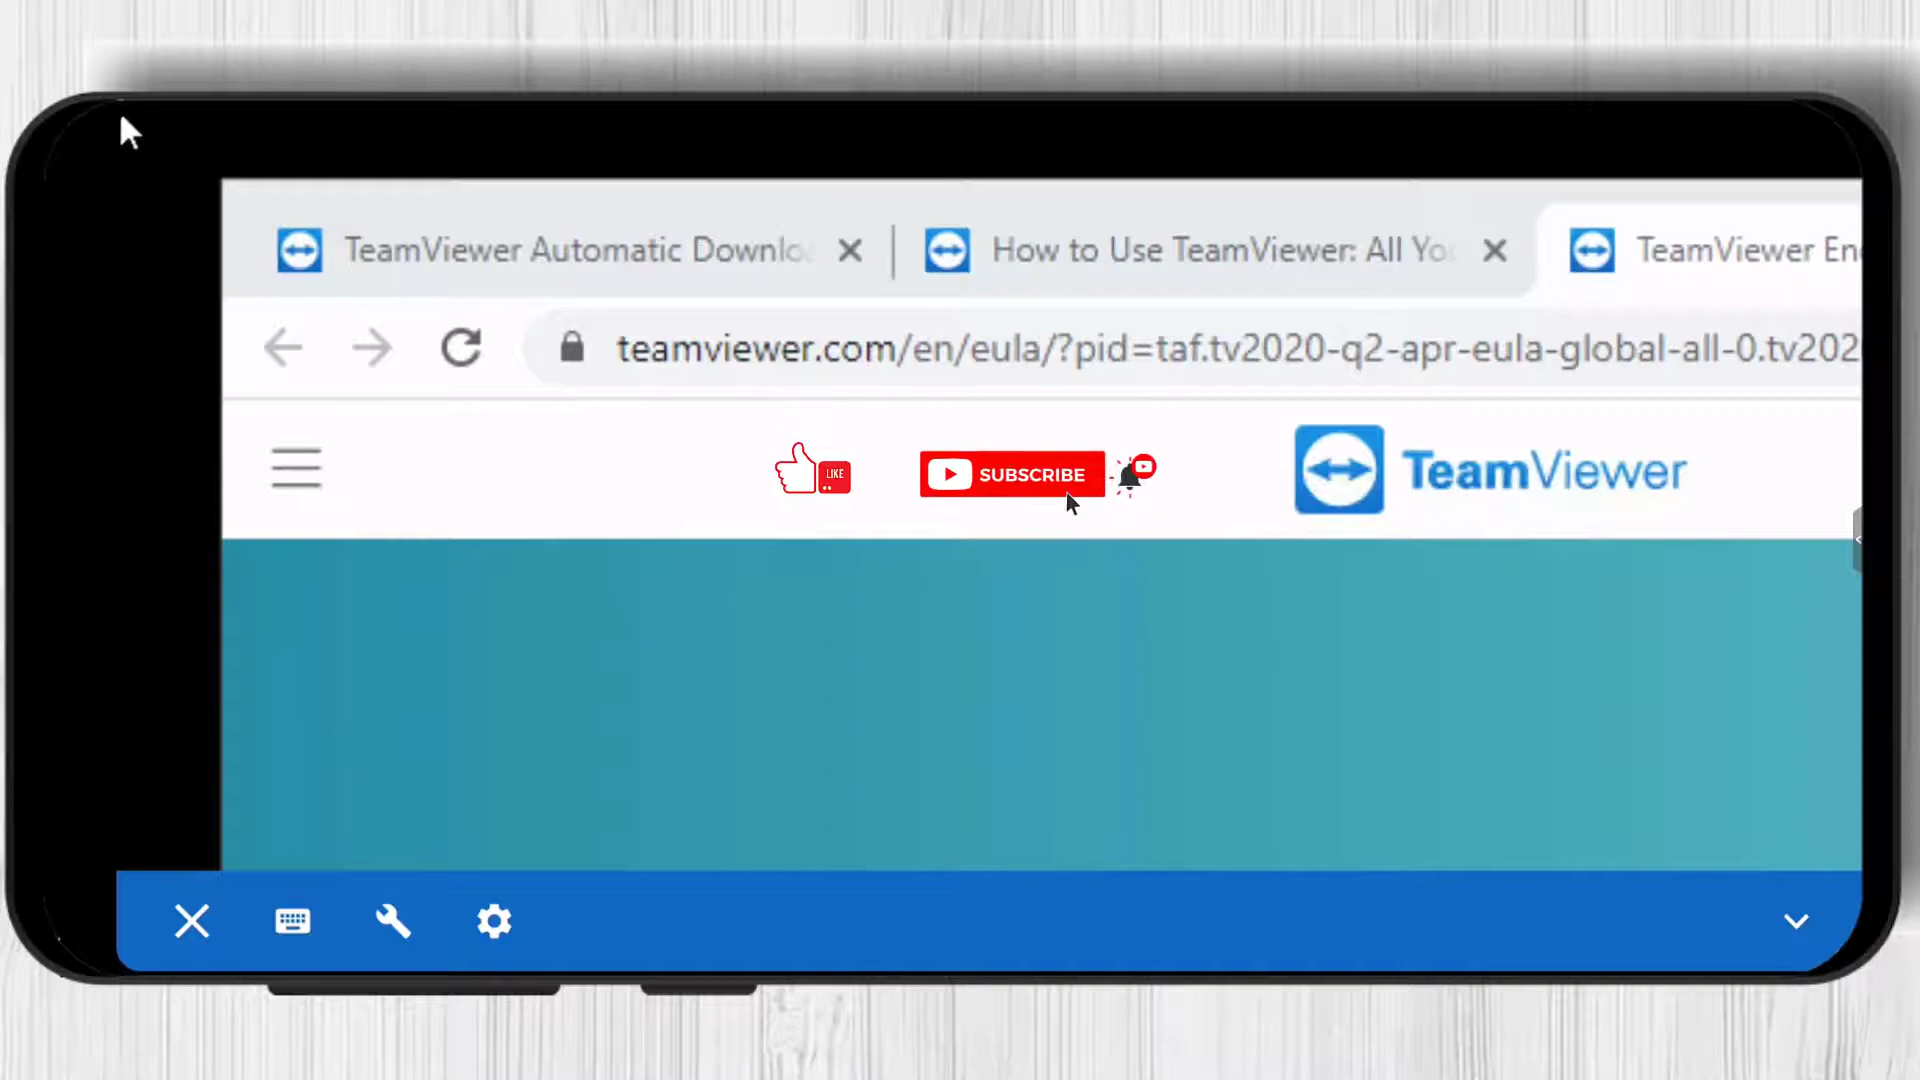 TeamViewer Automatic Downlo
How to Use TeamViewer: All Yo
TeamViewer En
teamviewer.com/en/eula/?pid=taf.tv2020-q2-apr-eula-global-all-0.tv202
LIKE
SUBSCRIBE
TeamViewer